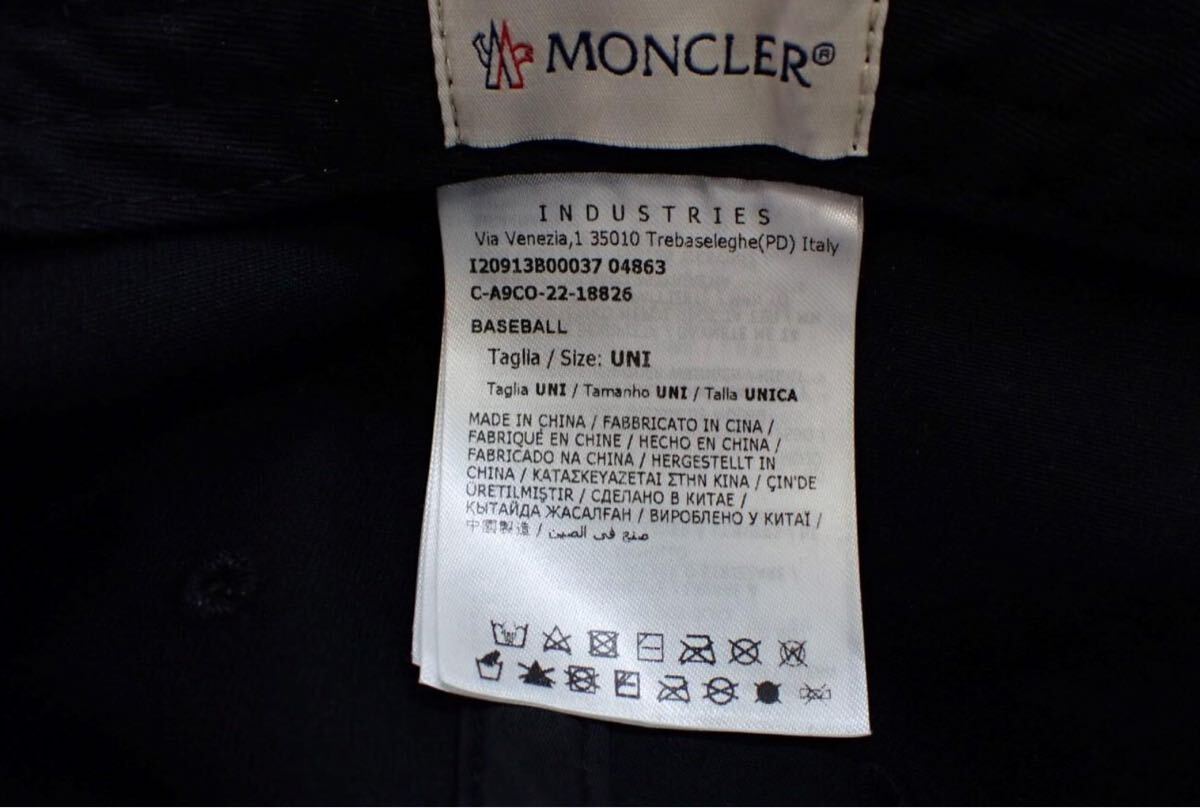 MONCLER®
INDUSTRIES
Via Venezia,1 35010 Trebaseleghe(PD) Italy
I20913B00037 04863
C-A9CO-22-18826
BASEBALL
Taglia / Size: UNI
Taglia UNI / Tamanho UNI / Talla UNICA
MADE IN CHINA / FABBRICATO IN CINA /
FABRIQUÉ EN CHINE / HECHO EN CHINA /
FABRICADO NA CHINA / HERGESTELLT IN
CHINA / ΚΑΤΑΣΚΕΥΑΖΕΤΑΙ ΣΤΗΝ ΚΙΝΑ / ÇIN'DE
ÜRETILMIŞTIR / СДЕЛАНО В КИТАЕ /
ҚЫТАЙДА ЖАСАЛҒАН / ВИРОБЛЕНО У КИТАЇ /
中國製造 / صنع في الصين